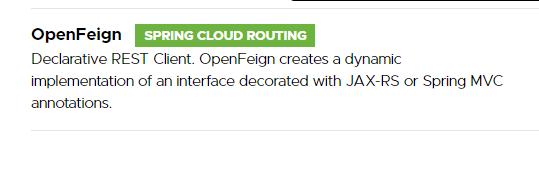 OpenFeign SPRING CLOUD ROUTING
Declarative REST Client. OpenFeign creates a dynamic
implementation of an interface decorated with JAX-RS or Spring MVC
annotations.